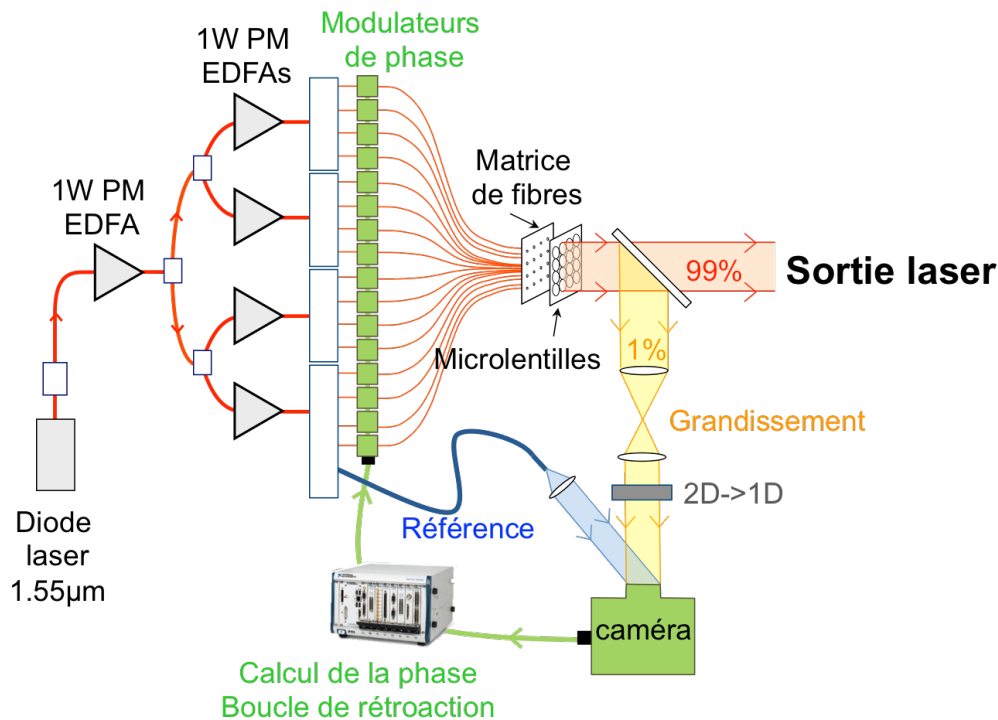 Modulateurs
de phase
1W PM
EDFAs
1W PM
EDFA
Matrice
de fibres
99%
Sortie laser
Microlentilles
1%
Grandissement
2D->1D
Référence
Diode
laser
1.55µm
caméra
Calcul de la phase
Boucle de rétroaction